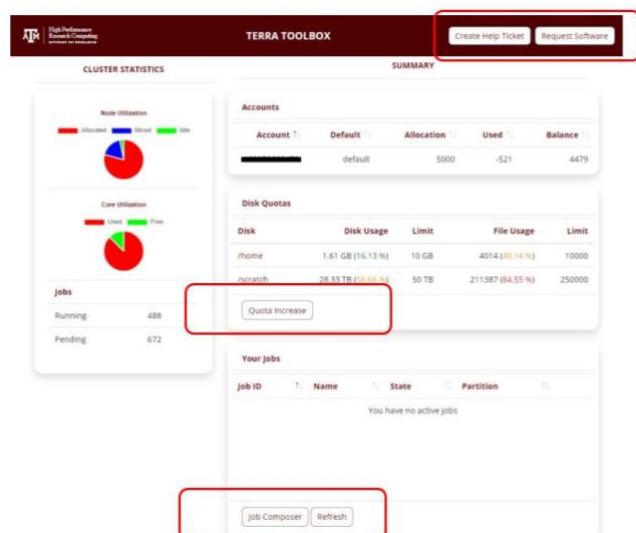 High Performance
Research Computing
DIVISION OF RESEARCH
TERRA TOOLBOX
Create Help Ticket
Request Software
CLUSTER STATISTICS
Node Utilization
Allocated Mixed Idle
Core Utilization
Used Free
Jobs
Running 488
Pending 672
SUMMARY
Accounts
Account Default Allocation Used Balance
default 5000 -521 4479
Disk Quotas
Disk Disk Usage Limit File Usage Limit
/home 1.61 GB (16.13 %) 10 GB 4014 (40.14 %) 10000
/scratch 28.33 TB (56.66 %) 50 TB 211387 (84.55 %) 250000
Quota Increase
Your Jobs
Job ID Name State Partition
You have no active jobs
Job Composer Refresh